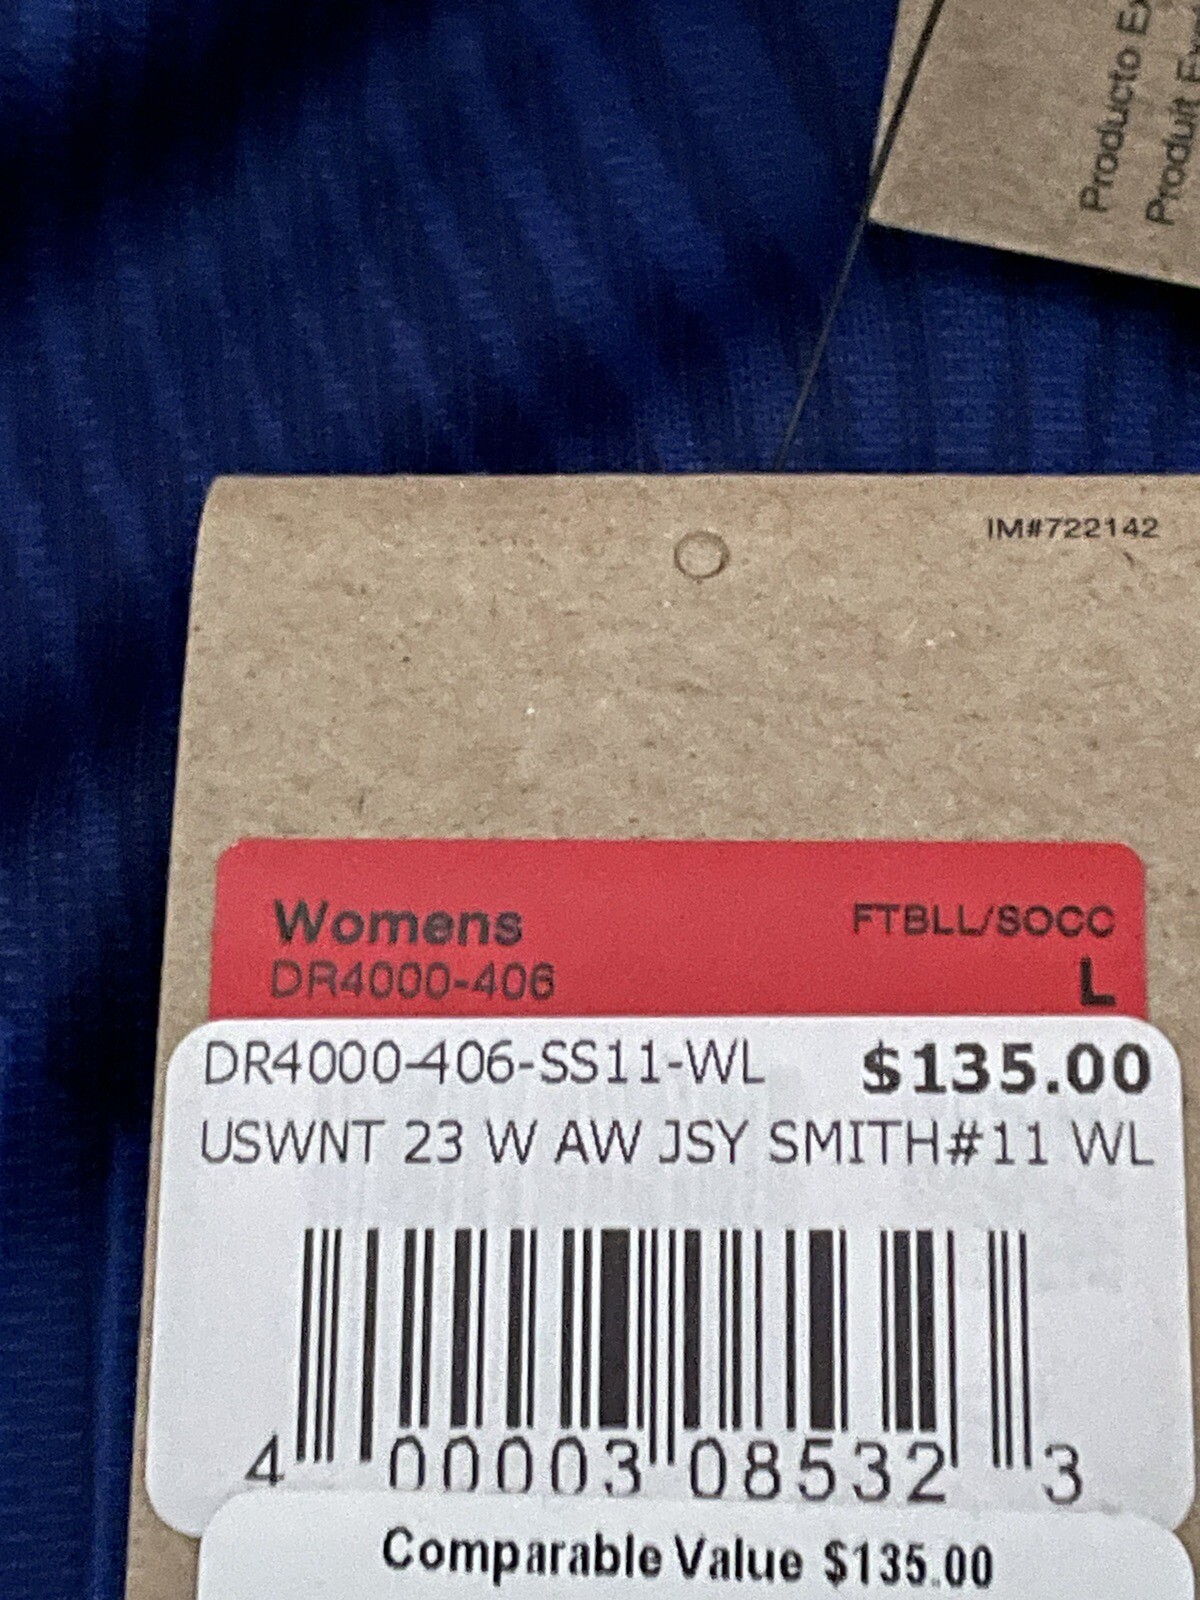 Producto
Produit
IM#722142
Womens
FTBLL/SOCC
DR4000-406
L
DR4000-406-SS11-WL
$135.00
USWNT 23 W AW JSY SMITH#11 WL
4 00003 08532 3
Comparable Value $135.00